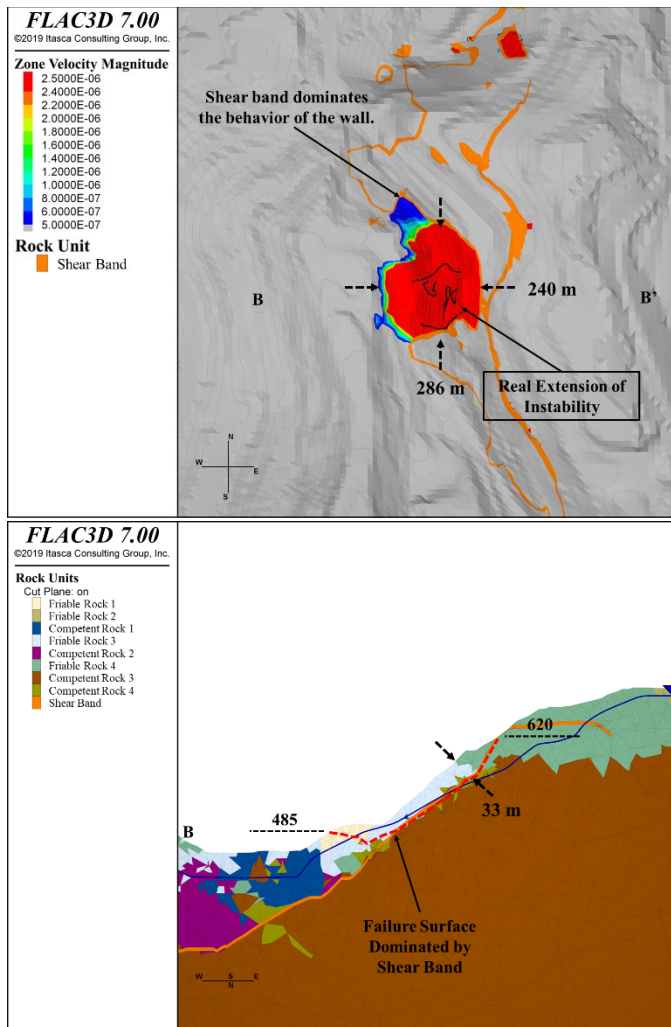 FLAC3D 7.00
©2019 Itasca Consulting Group, Inc.
Zone Velocity Magnitude
2.5000E-06
2.4000E-06
2.2000E-06
2.0000E-06
1.8000E-06
1.6000E-06
1.4000E-06
1.2000E-06
1.0000E-06
8.0000E-07
6.0000E-07
5.0000E-07
Rock Unit
Shear Band
Shear band dominates
the behavior of the wall.
B
240 m
B'
286 m
Real Extension of
Instability
N
W E
S
FLAC3D 7.00
©2019 Itasca Consulting Group, Inc.
Rock Units
Cut Plane: on
Friable Rock 1
Friable Rock 2
Competent Rock 1
Friable Rock 3
Competent Rock 2
Friable Rock 4
Competent Rock 3
Competent Rock 4
Shear Band
620
485
33 m
B
Failure Surface
Dominated by
Shear Band
W S E
N